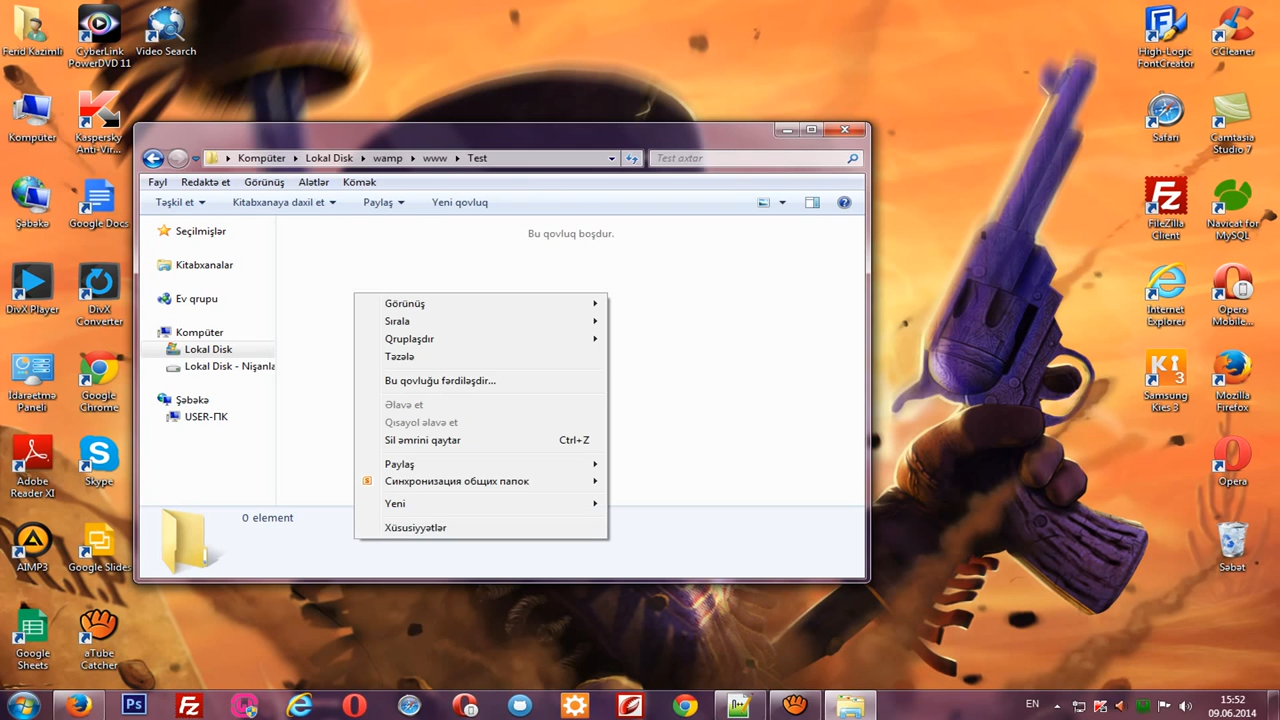 Ferid Kazimli
CyberLink
PowerDVD 11
Video Search
High-Logic
FontCreator
CCleaner
Kompüter
Kaspersky
Anti-Vir...
Safari
Camtasia
Studio 7
Kompüter
Lokal Disk
wamp
www
Test
Test axtar
Fayl
Redaktə et
Görünüş
Alətlər
Kömək
Təşkil et
Kitabxanaya daxil et
Paylaş
Yeni qovluq
Şəbəkə
Google Docs
FileZilla
Client
Navicat for
MySQL
Seçilmişlər
Kitabxanalar
Ev qrupu
Kompüter
Lokal Disk
Lokal Disk - Nişanla
Şəbəkə
USER-ПК
Bu qovluq boşdur.
Görünüş
Sırala
Qruplaşdır
Təzələ
Bu qovluğu fərdiləşdir...
Əlavə et
Qısayol əlavə et
Sil əmrini qaytar Ctrl+Z
Paylaş
Синхронизация общих папок
Yeni
Xüsusiyyətlər
0 element
DivX Player
DivX
Converter
Internet
Explorer
Opera
Mobile...
İdarəetmə
Paneli
Google
Chrome
Samsung
Kies 3
Mozilla
Firefox
Adobe
Reader XI
Skype
Opera
AIMP3
Google Slides
Səbət
Google
Sheets
aTube
Catcher
EN
15:52
09.06.2014